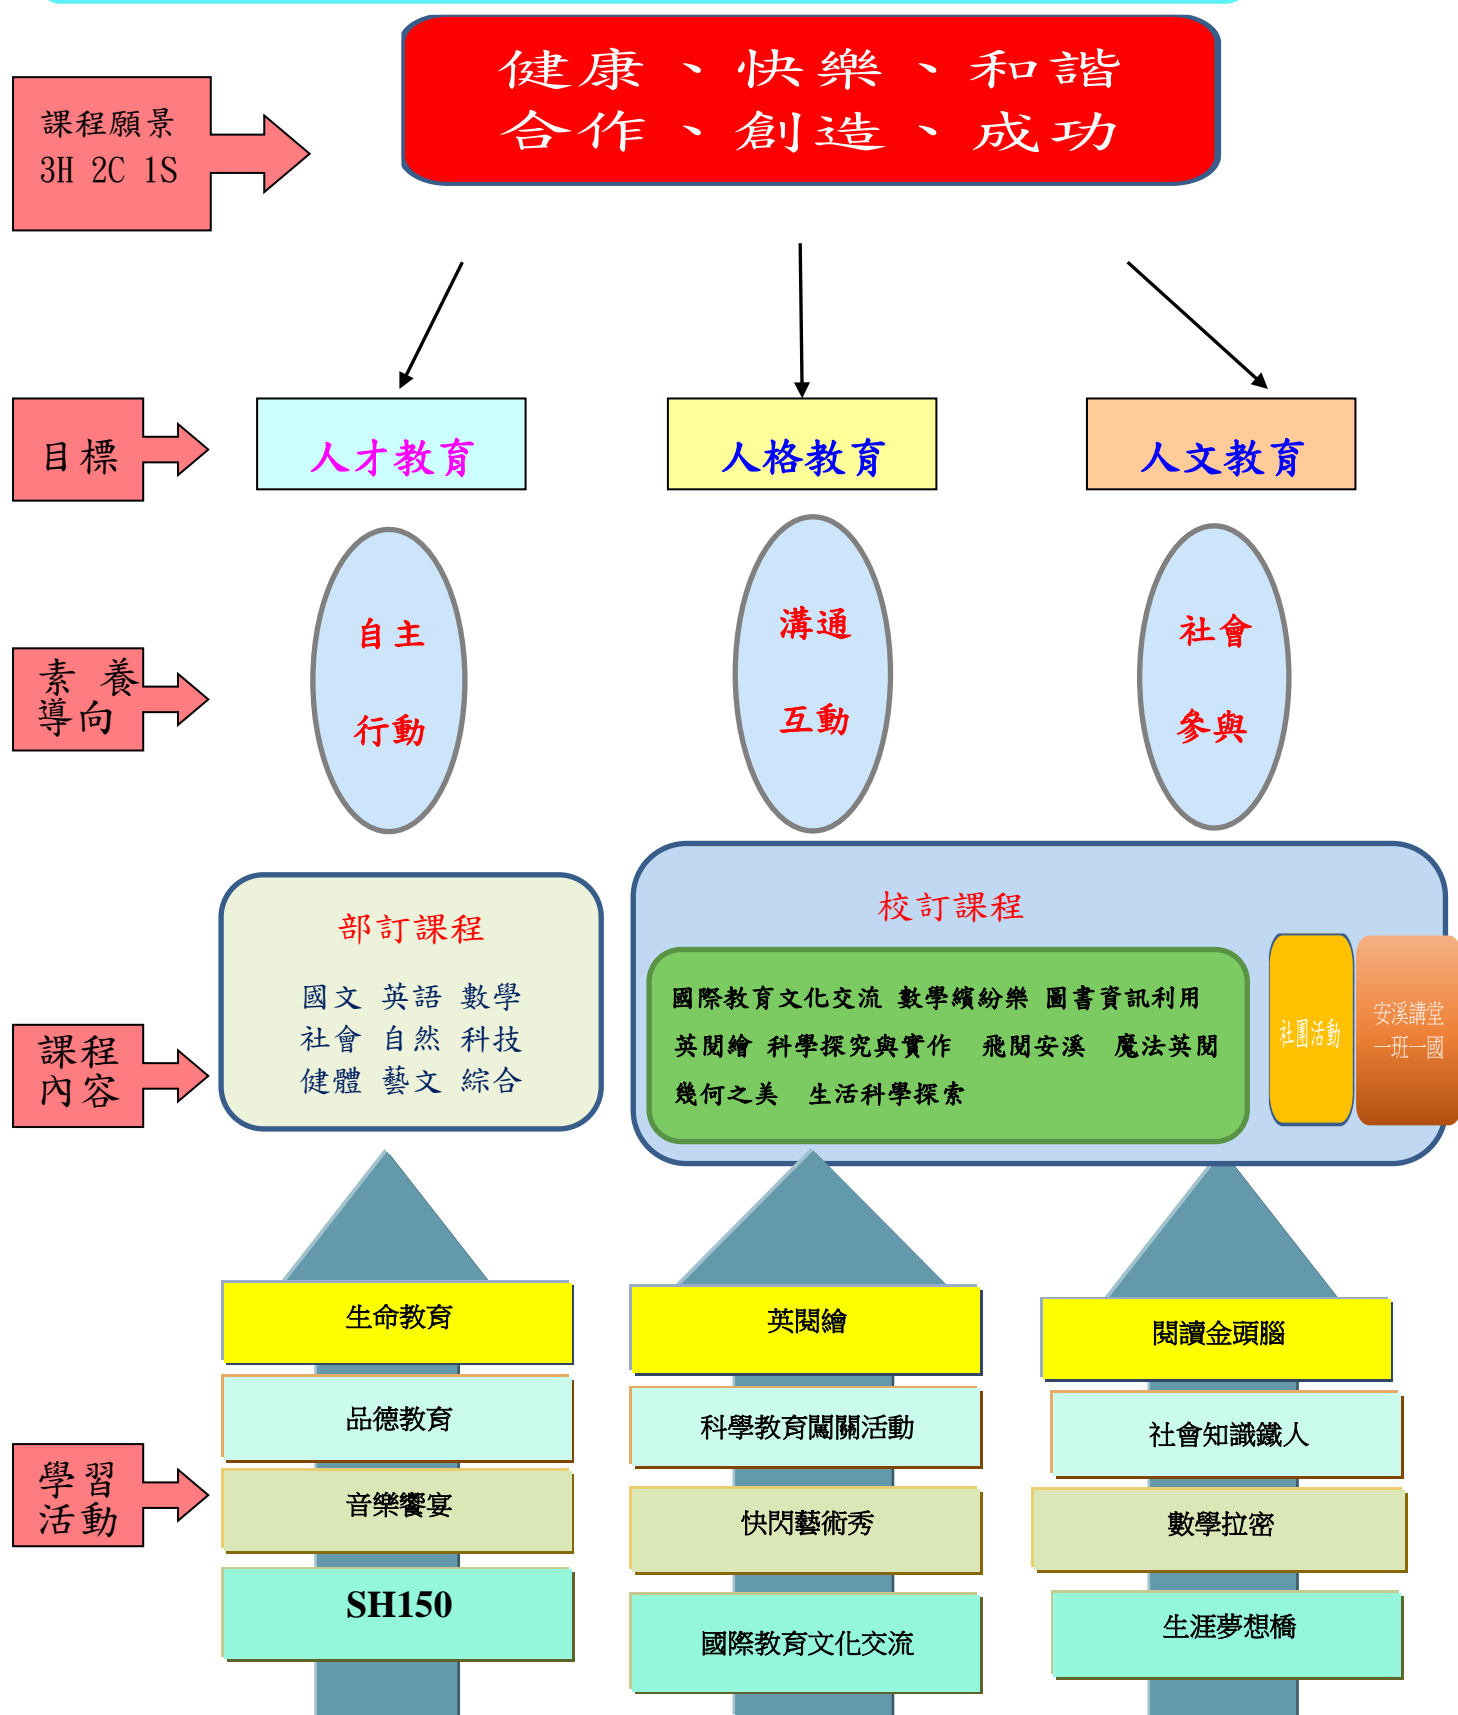 健康、快樂、和諧
合作、創造、成功
課程願景
3H 2C 1S
目標
人才教育
人格教育
人文教育
素 養
導向
自主
行動
溝通
互動
社會
參與
課程
內容
部訂課程
國文 英語 數學
社會 自然 科技
健體 藝文 綜合
校訂課程
國際教育文化交流 數學繽紛樂 圖書資訊利用
英閱繪 科學探究與實作 飛閱安溪 魔法英閱
幾何之美 生活科學探索
社團活動
安溪講堂
一班一國
學習
活動
生命教育
品德教育
音樂饗宴
SH150
英閱繪
科學教育闖關活動
快閃藝術秀
國際教育文化交流
閱讀金頭腦
社會知識鐵人
數學拉密
生涯夢想橋